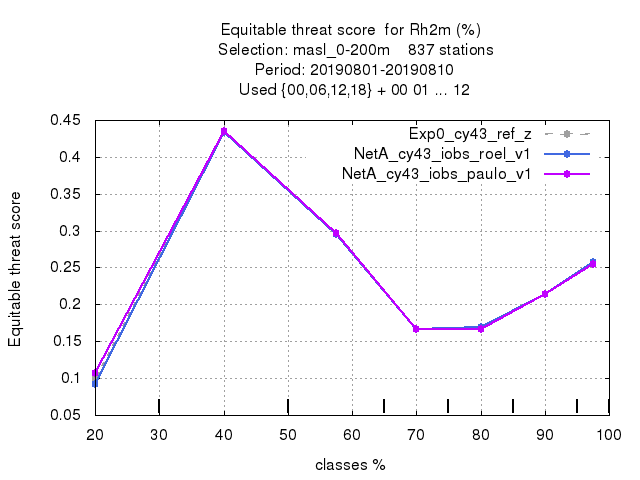 Equitable threat score for Rh2m (%)
Selection: masl_0-200m 837 stations
Period: 20190801-20190810
Used {00,06,12,18} + 00 01 ... 12
Exp0_cy43_ref_z
NetA_cy43_iobs_roel_v1
NetA_cy43_iobs_paulo_v1
Equitable threat score
0.45
0.4
0.35
0.3
0.25
0.2
0.15
0.1
0.05
20 30 40 50 60 70 80 90 100
classes %